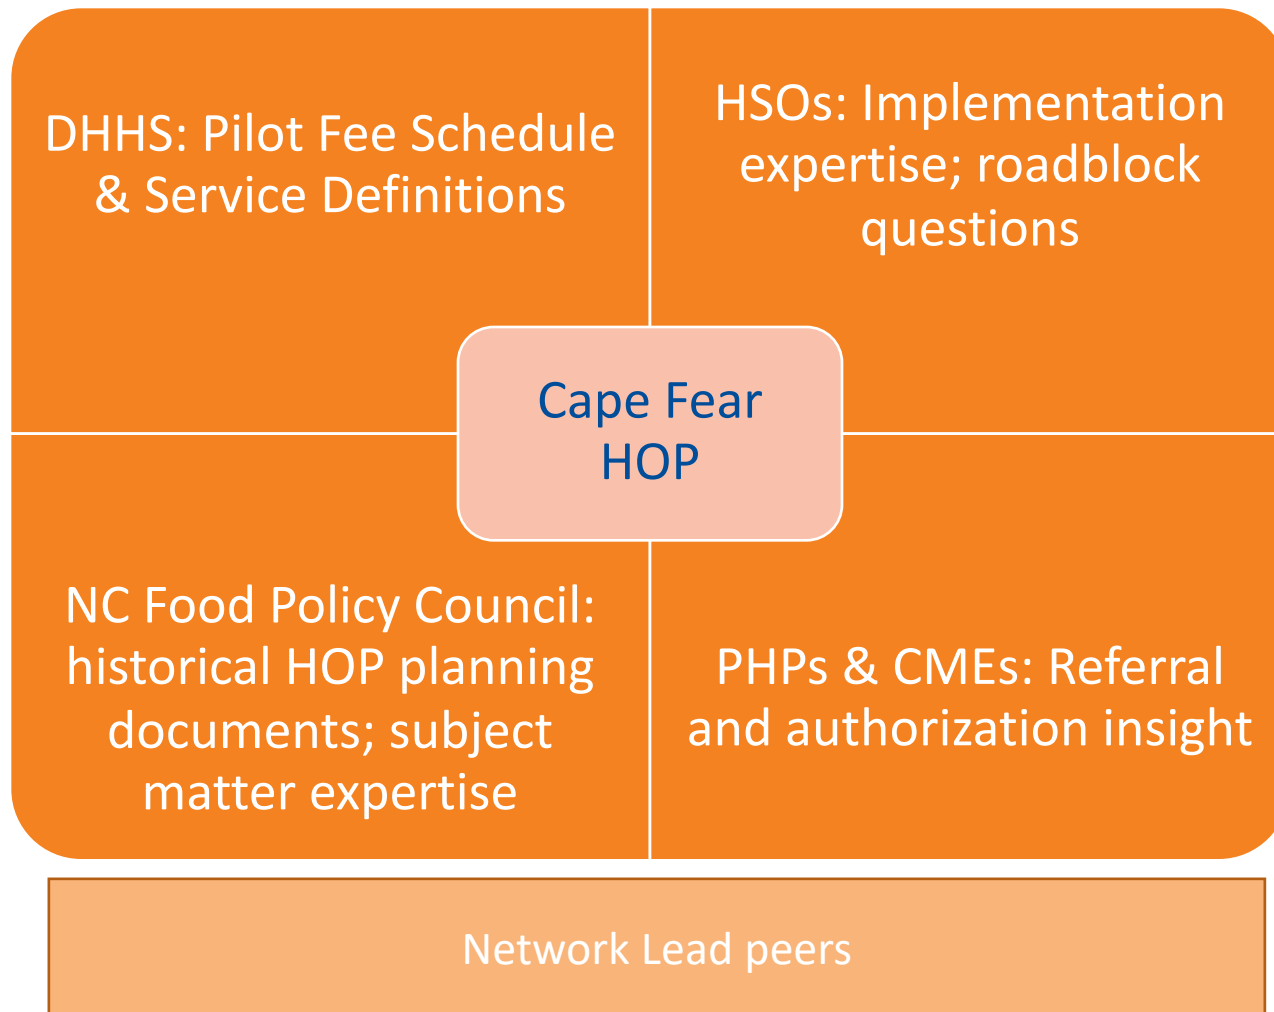 DHHS: Pilot Fee Schedule
& Service Definitions
HSOs: Implementation
expertise; roadblock
questions
Cape Fear
HOP
NC Food Policy Council:
historical HOP planning
documents; subject
matter expertise
PHPs & CMEs: Referral
and authorization insight
Network Lead peers